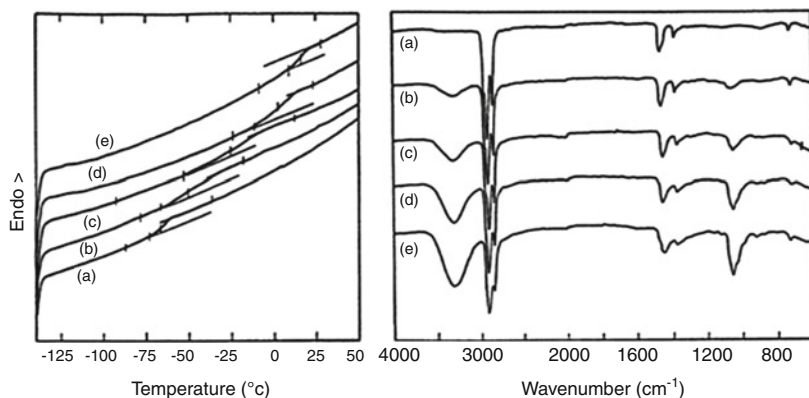 Endo >
(e)
(d)
(c)
(b)
(a)
-125 -100 -75 -50 -25 0 25 50
Temperature (°c)
(a)
(b)
(c)
(d)
(e)
4000 3000 2000 1600 1200 800
Wavenumber (cm⁻¹)